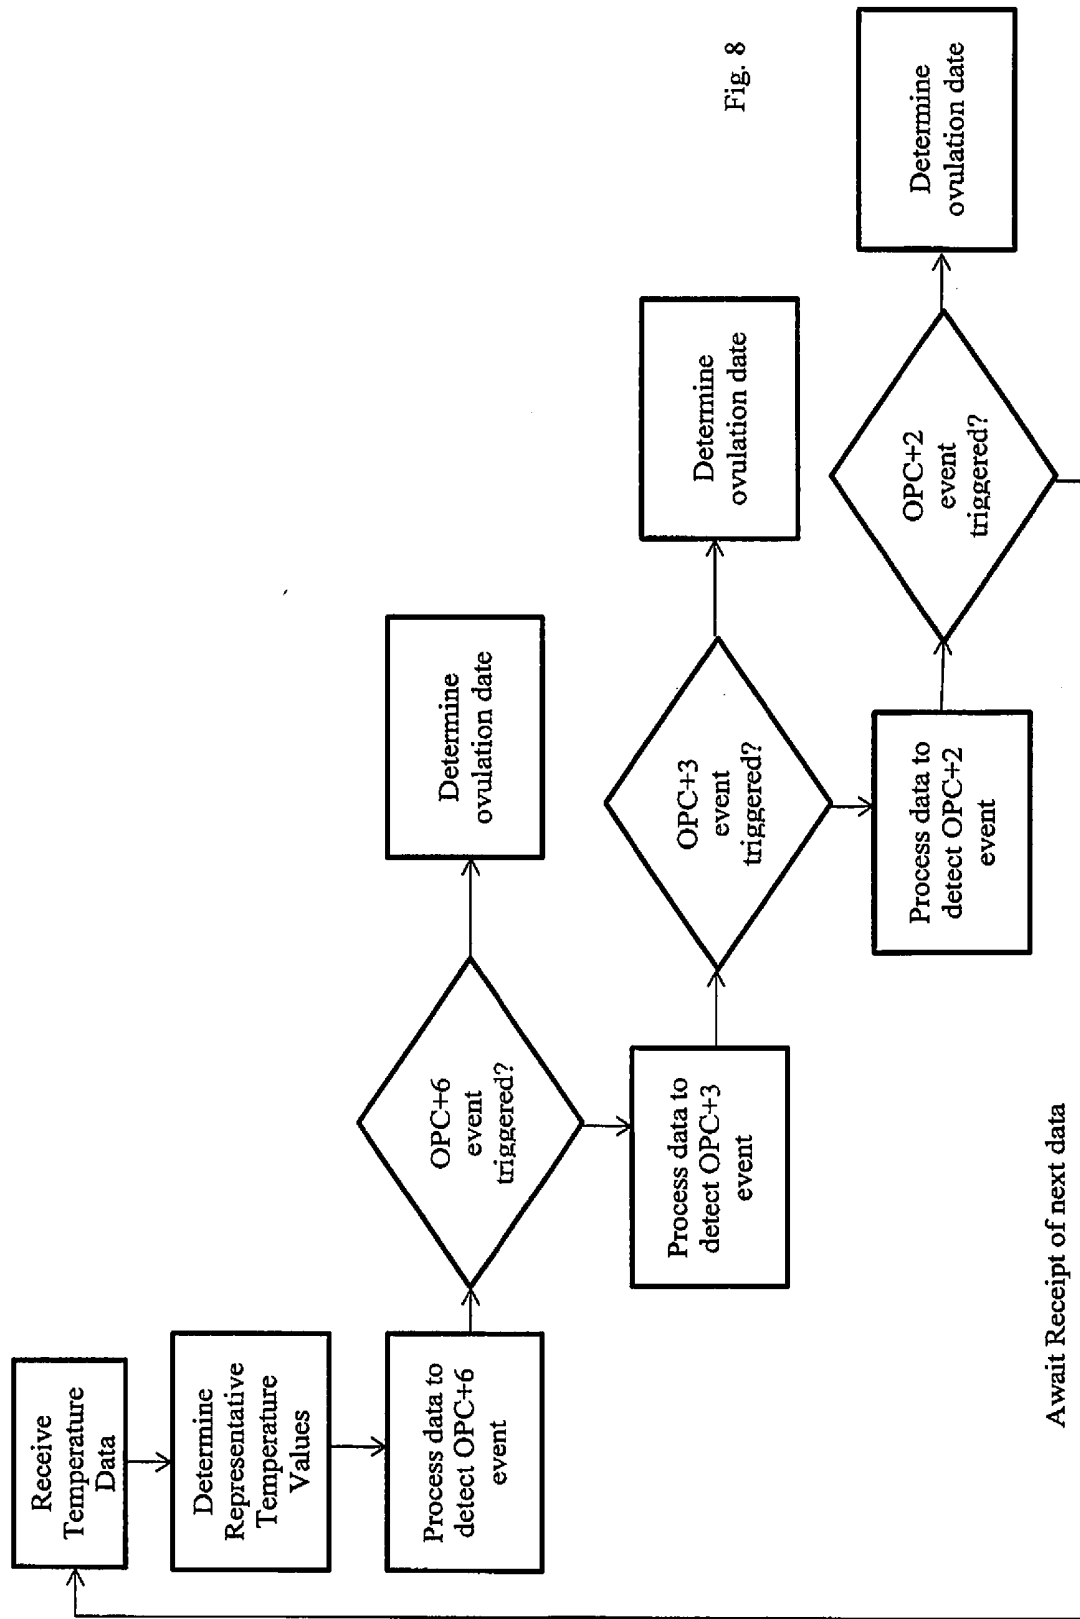 Receive
Temperature
Data
Determine
Representative
Temperature
Values
Process data to
detect OPC+6
event
OPC+6
event
triggered?
Determine
ovulation date
Process data to
detect OPC+3
event
OPC+3
event
triggered?
Determine
ovulation date
Process data to
detect OPC+2
event
OPC+2
event
triggered?
Determine
ovulation date
Await Receipt of next data
Fig. 8